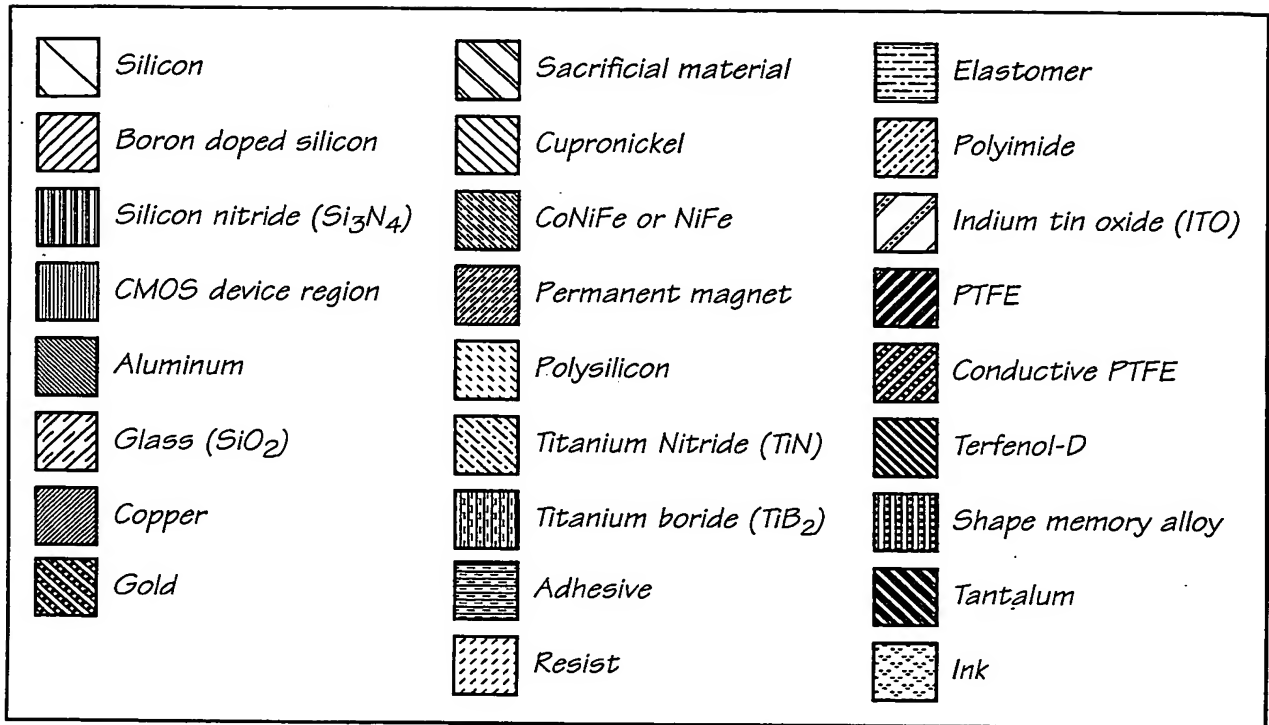 Silicon
Boron doped silicon
Silicon nitride (Si₃N₄)
CMOS device region
Aluminum
Glass (SiO₂)
Copper
Gold
Sacrificial material
Cupronickel
CoNiFe or NiFe
Permanent magnet
Polysilicon
Titanium Nitride (TiN)
Titanium boride (TiB₂)
Adhesive
Resist
Elastomer
Polyimide
Indium tin oxide (ITO)
PTFE
Conductive PTFE
Terfenol-D
Shape memory alloy
Tantalum
Ink